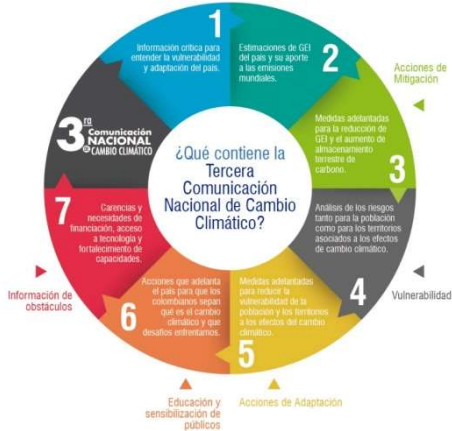 1
Información crítica para
entender la vulnerabilidad
y adaptación del país.
2
Estimaciones de GEI
del país y su aporte
a las emisiones
mundiales.
Acciones de
Mitigación
3
Medidas adelantadas
para la reducción de
GEI y el aumento de
almacenamiento
terrestre de
carbono.
4
Análisis de los riesgos
tanto para la población
como para los territorios
asociados a los efectos
de cambio climático.
Vulnerabilidad
5
Medidas adelantadas
para reducir la
vulnerabilidad de la
población y los territorios
a los efectos del cambio
climático.
Acciones de Adaptación
6
Acciones que adelanta
el país para que los
colombianos sepan
qué es el cambio
climático y que
desafíos enfrentamos.
Educación y
sensibilización de
públicos
7
Carencias y
necesidades de
financiación, acceso
a tecnología y
fortalecimiento de
capacidades.
Información de
obstáculos
3ra
Comunicación
NACIONAL
DE CAMBIO CLIMÁTICO
¿Qué contiene la
Tercera
Comunicación
Nacional de Cambio
Climático?